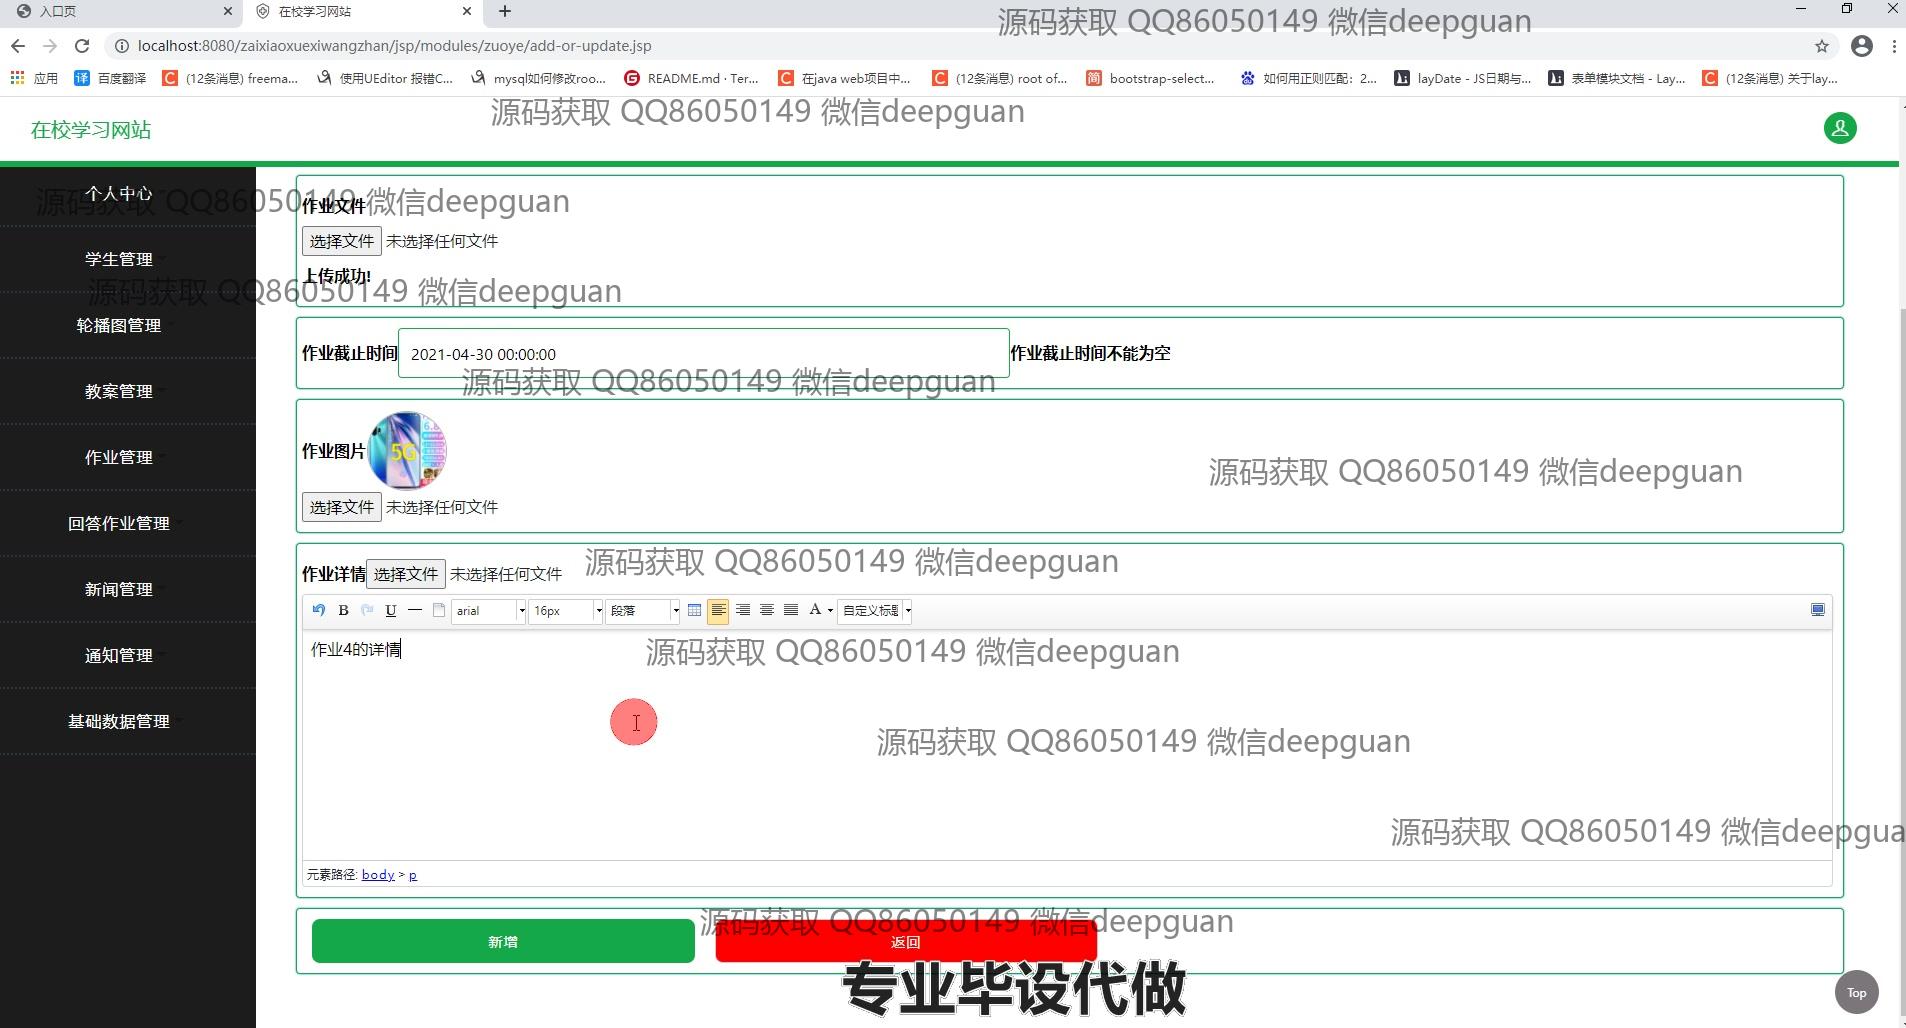 入口页
在校学习网站
源码获取 QQ86050149 微信deepguan
localhost:8080/zaixiaoxuexiwangzhan/jsp/modules/zuoye/add-or-update.jsp
应用
百度翻译
(12条消息) freema...
使用UEditor 报错C...
mysql如何修改roo...
README.md · Ter...
在java web项目中...
(12条消息) root of...
bootstrap-select...
如何用正则匹配：2...
layDate - JS日期与...
表单模块文档 - Lay...
(12条消息) 关于lay...
源码获取 QQ86050149 微信deepguan
在校学习网站
个人中心
源码获取 QQ86050149 微信deepguan
作业文件
选择文件 未选择任何文件
学生管理
上传成功!
源码获取 QQ86050149 微信deepguan
轮播图管理
作业截止时间
2021-04-30 00:00:00
作业截止时间不能为空
源码获取 QQ86050149 微信deepguan
教案管理
作业图片
6.8
5G
作业管理
源码获取 QQ86050149 微信deepguan
选择文件 未选择任何文件
回答作业管理
源码获取 QQ86050149 微信deepguan
作业详情 选择文件 未选择任何文件
新闻管理
B U arial 16px 段落 A 自定义标题
作业4的详情
源码获取 QQ86050149 微信deepguan
通知管理
基础数据管理
源码获取 QQ86050149 微信deepguan
源码获取 QQ86050149 微信deepgua
元素路径: body > p
源码获取 QQ86050149 微信deepguan
新增
返回
专业毕设代做
Top